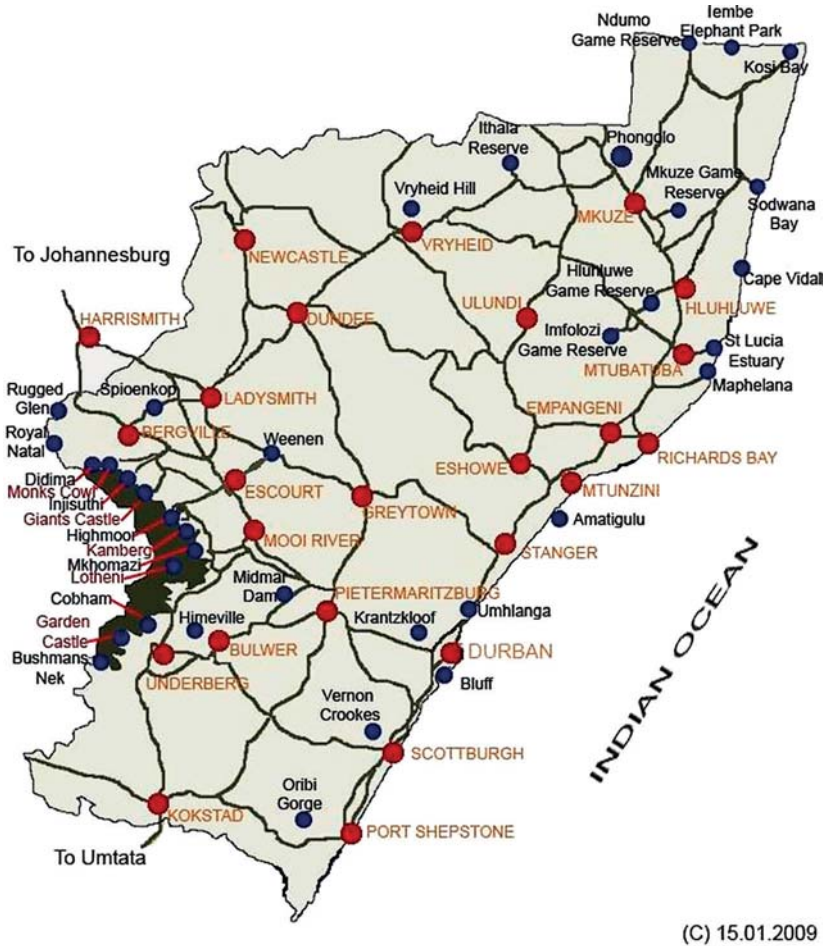 Ndumo
Game Reserve
Iembe
Elephant Park
Kosi Bay
Ithala
Reserve
Phongolo
Vryheid Hill
Mkuze Game
Reserve
MKUZE
Sodwana
Bay
NEWCASTLE
VRYHEID
To Johannesburg
Hluhluwe
Game Reserve
Cape Vidal
HLUHLUWE
HARRISMITH
DUNDEE
ULUNDI
Imfolozi
Game Reserve
St Lucia
Estuary
MTUBATUBA
Maphelana
Rugged
Glen
Spioenkop
LADYSMITH
EMPANGENI
Royal
Natal
BERGVILLE
Weenen
RICHARDS BAY
ESHOWE
Didima
Monks Cowl
Injisuthi
Giants Castle
ESCOURT
GREYTOWN
MTUNZINI
Amatigulu
Highmoor
Kamberg
Mkhomazi
Lotheni
MOOI RIVER
STANGER
Midmar
Dam
PIETERMARITZBURG
Cobham
Himeville
Krantzkloof
Umhlanga
Garden
Castle
BULWER
DURBAN
Bushmans
Nek
UNDERBERG
Bluff
Vernon
Crookes
INDIAN OCEAN
SCOTTBURGH
Oribi
Gorge
KOKSTAD
PORT SHEPSTONE
To Umtata
(C) 15.01.2009